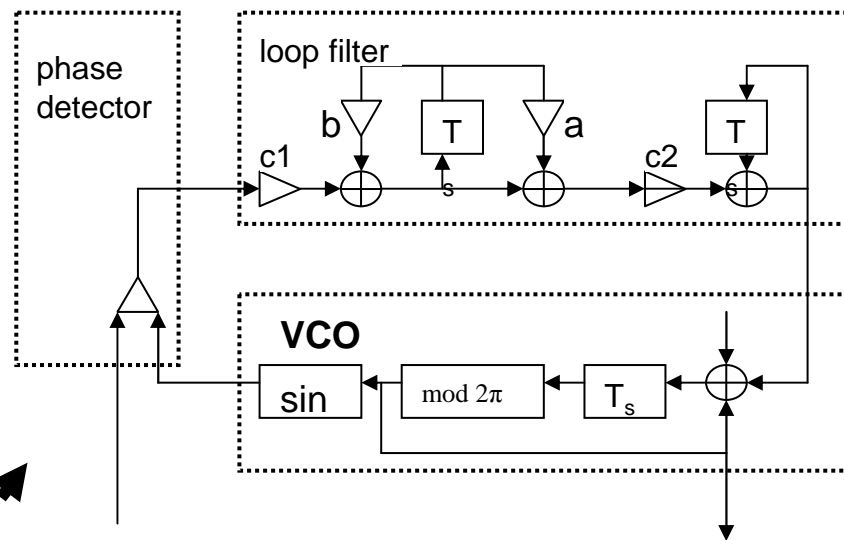 phase
detector
loop filter
b
T
a
T
c1
c2
s
s
VCO
sin
mod 2π
Ts